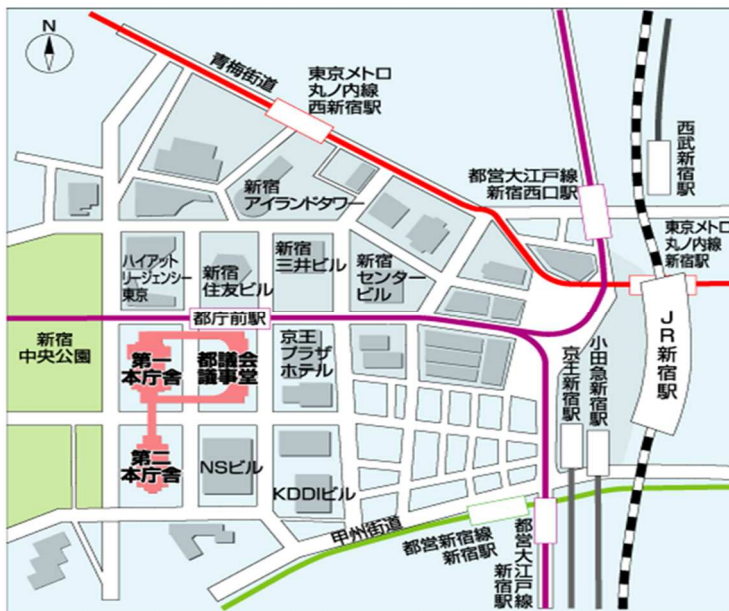 N
青梅街道
東京メトロ
丸ノ内線
西新宿駅
西武新宿駅
都営大江戸線
新宿西口駅
新宿
アイランドタワー
東京メトロ
丸ノ内線
新宿駅
ハイアット
リージェンシー
東京
新宿
住友ビル
新宿
三井ビル
新宿
センター
ビル
都庁前駅
JR新宿駅
新宿
中央公園
第一
本庁舎
都議会
議事堂
京王
プラザ
ホテル
小田急新宿駅
京王新宿駅
第二
本庁舎
NSビル
KDDIビル
甲州街道
都営新宿線
新宿駅
都営大江戸線
新宿駅